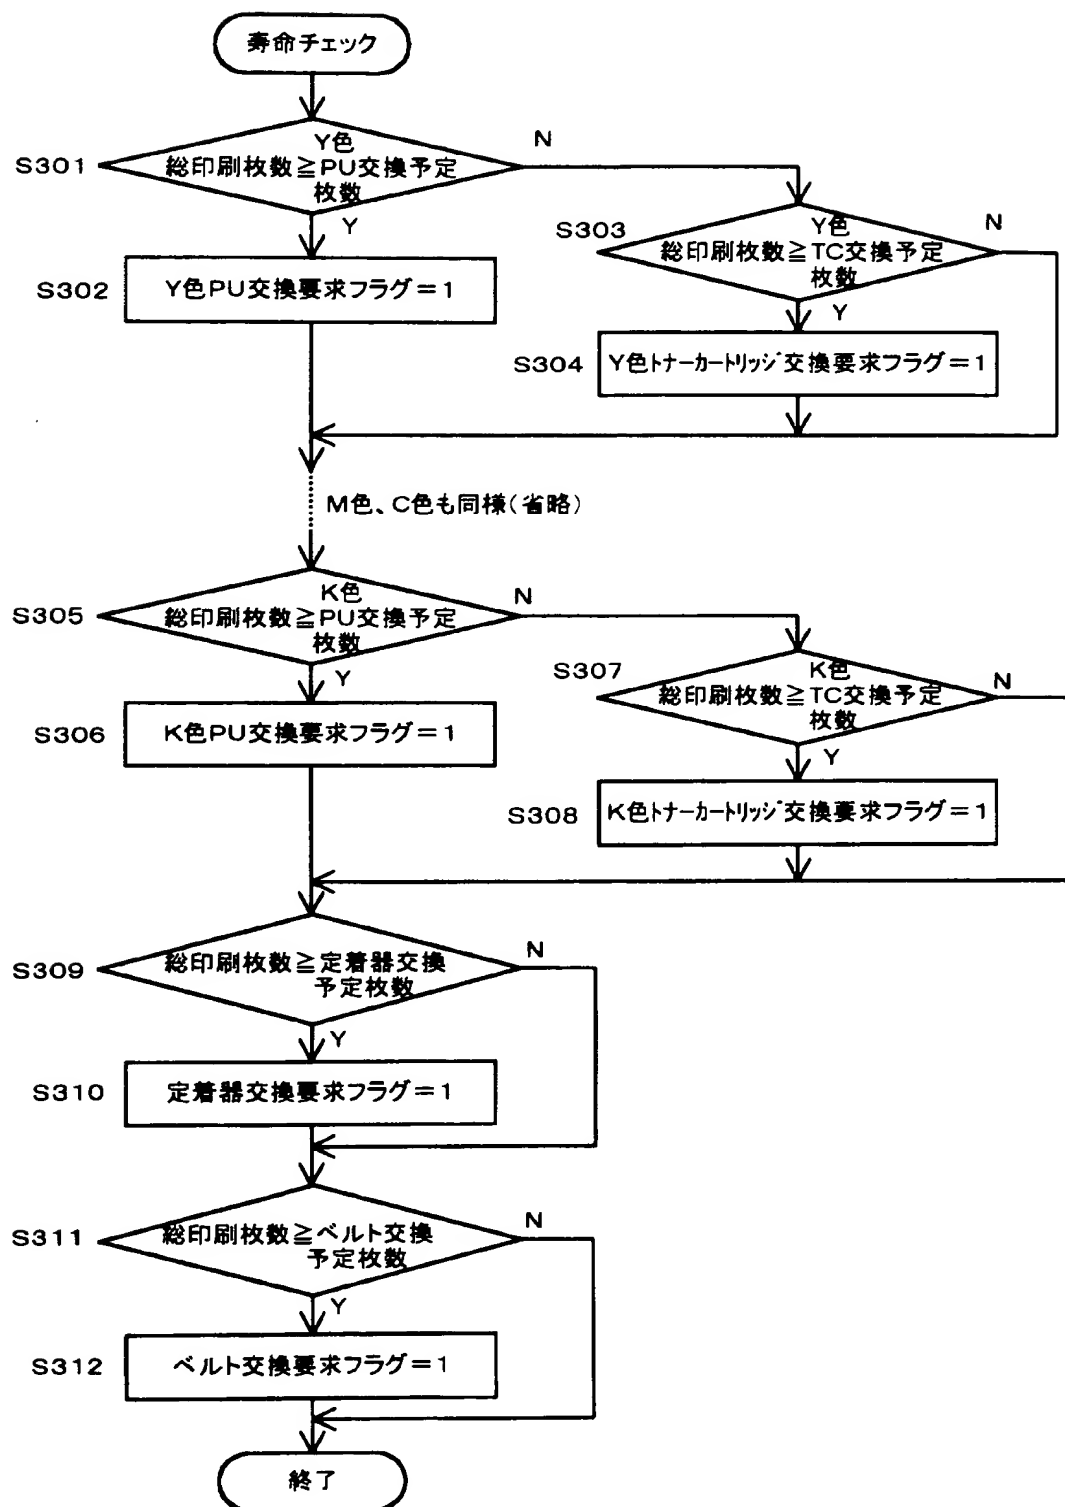 寿命チェック
S301
Y色
総印刷枚数≧PU交換予定
枚数
N
Y
S302
Y色PU交換要求フラグ＝1
S303
Y色
総印刷枚数≧TC交換予定
枚数
N
Y
S304
Y色トナーカートリッジ交換要求フラグ＝1
M色、C色も同様(省略)
S305
K色
総印刷枚数≧PU交換予定
枚数
N
Y
S306
K色PU交換要求フラグ＝1
S307
K色
総印刷枚数≧TC交換予定
枚数
N
Y
S308
K色トナーカートリッジ交換要求フラグ＝1
S309
総印刷枚数≧定着器交換
予定枚数
N
Y
S310
定着器交換要求フラグ＝1
S311
総印刷枚数≧ベルト交換
予定枚数
N
Y
S312
ベルト交換要求フラグ＝1
終了